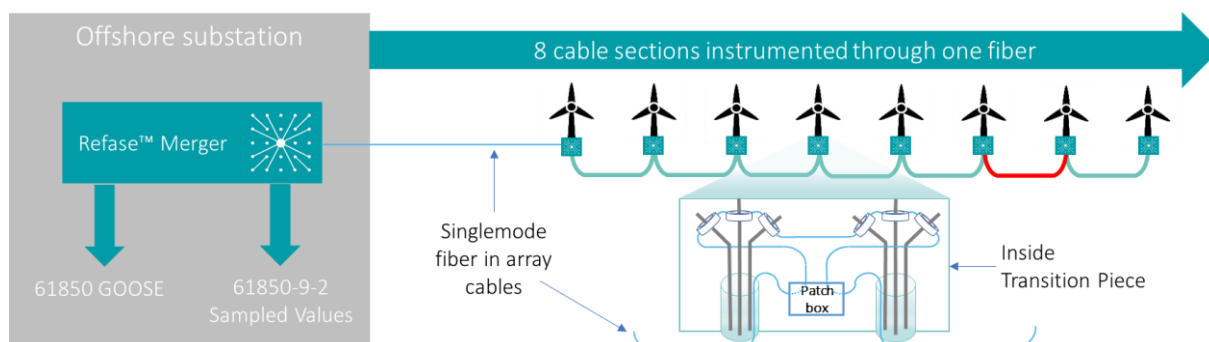 Offshore substation
8 cable sections instrumented through one fiber
Refase™ Merger
61850 GOOSE
61850-9-2
Sampled Values
Singlemode
fiber in array
cables
Patch
box
Inside
Transition Piece